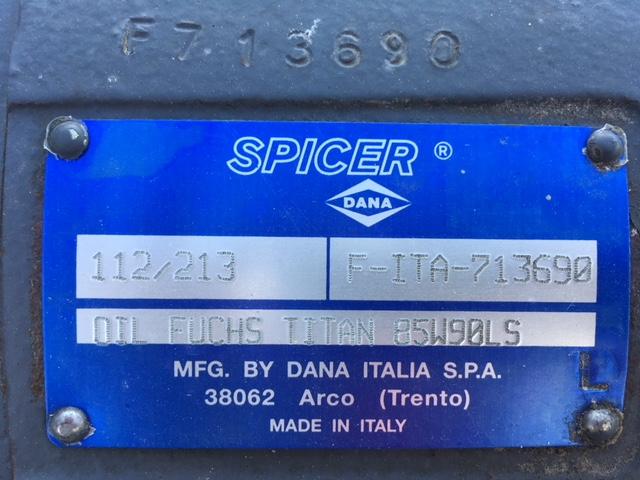 F713690
SPICER ®
DANA
112/213 F-ITA-713690
OIL FUCHS TITAN 85W90LS
MFG. BY DANA ITALIA S.P.A.
38062 Arco (Trento)
MADE IN ITALY
L